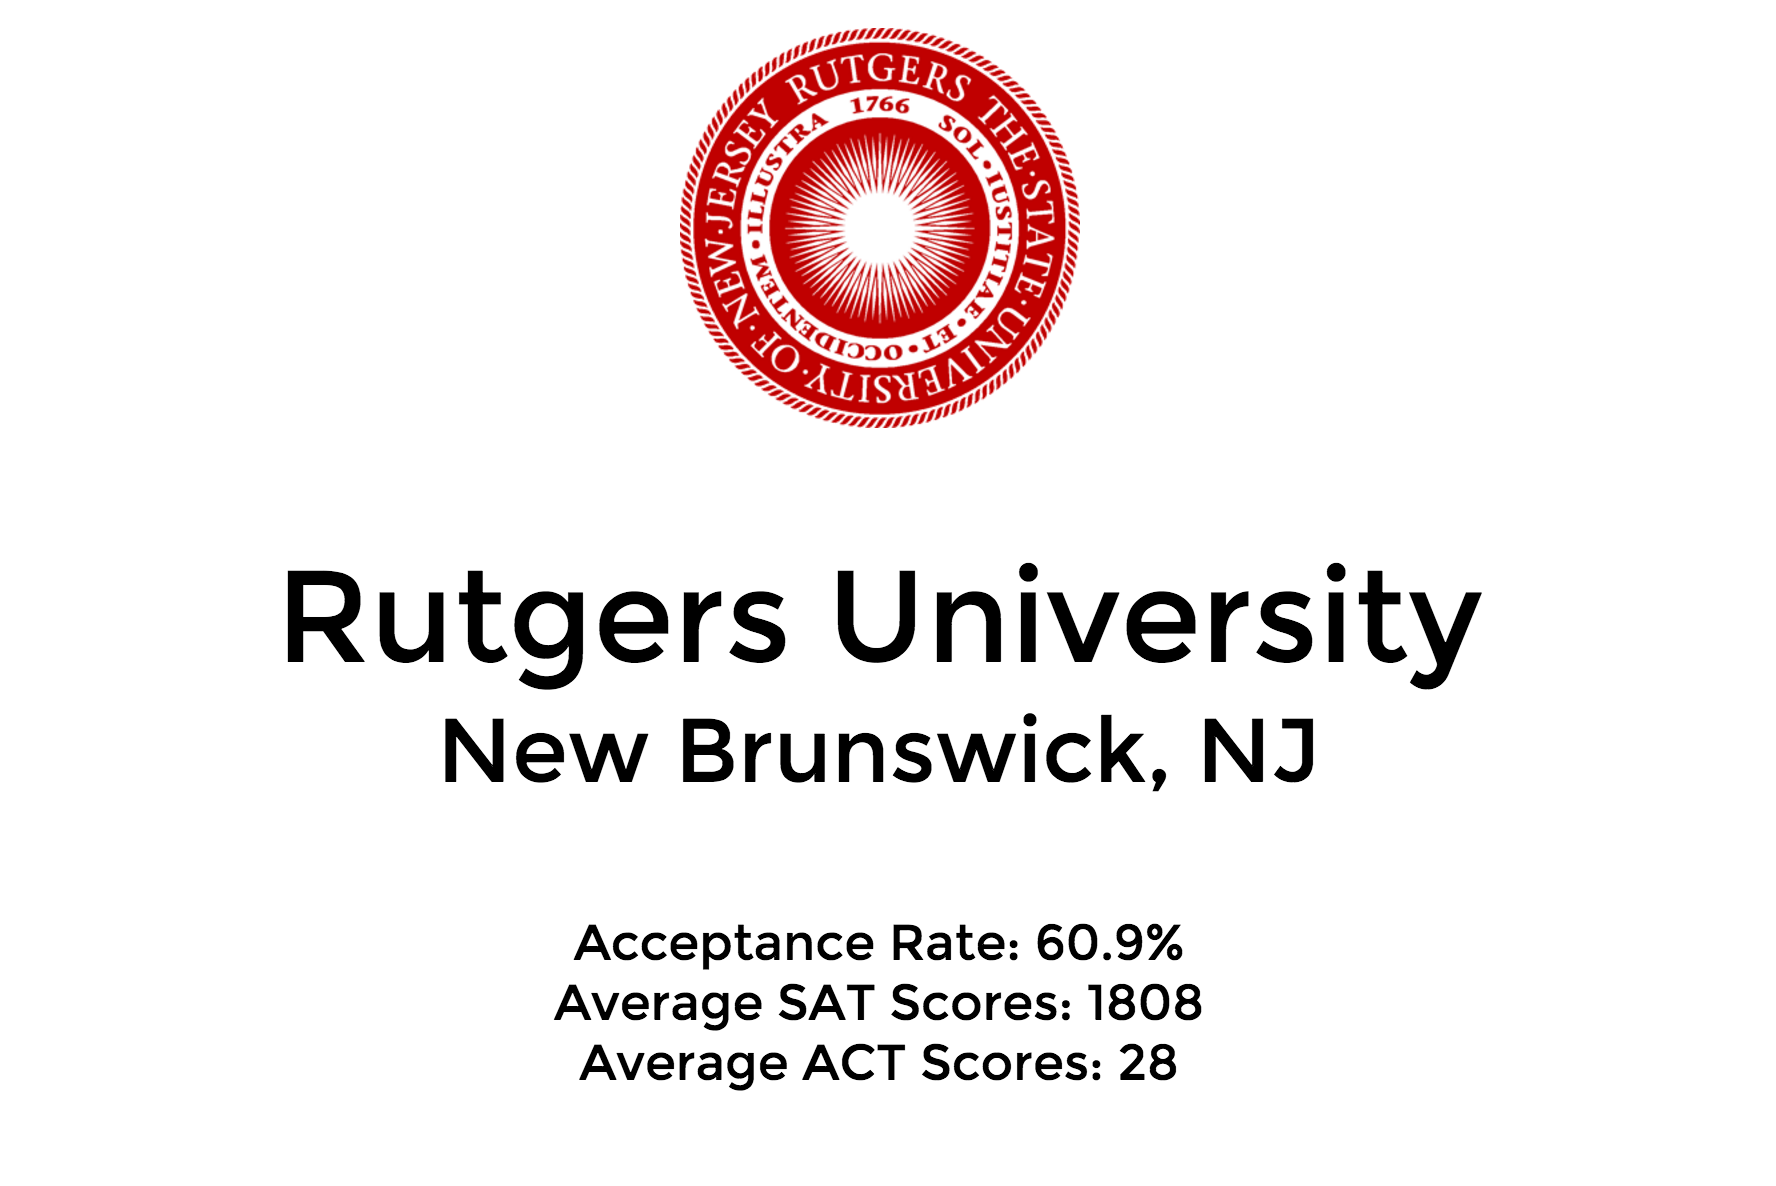 RUTGERS THE·STATE·UNIVERSITY·OF·NEW·JERSEY
1766
SOL·IUSTITIAE·ET·OCCIDENTEM·ILLUSTRA
Rutgers University
New Brunswick, NJ
Acceptance Rate: 60.9%
Average SAT Scores: 1808
Average ACT Scores: 28